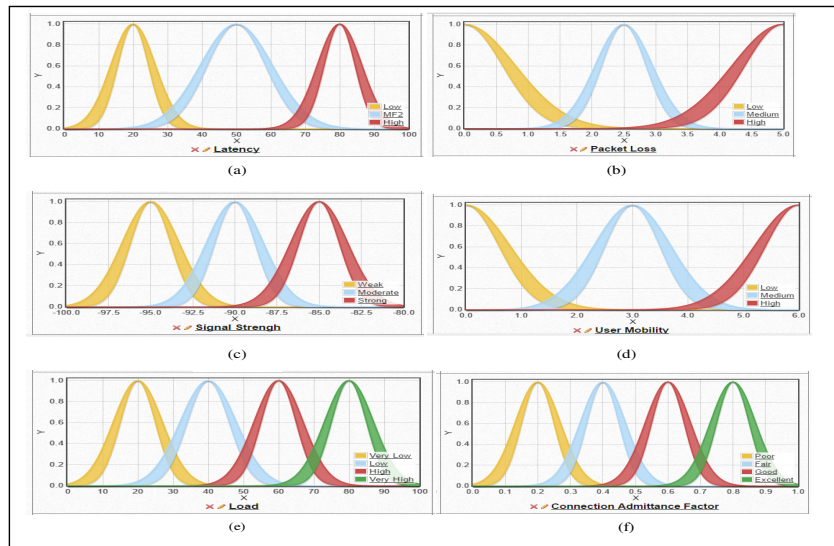 1.0
0.8
0.6
0.4
0.2
0.0
Y
Low
MF2
High
0 10 20 30 40 50 60 70 80 90 100
X
Latency
(a)
1.0
0.8
0.6
0.4
0.2
0.0
Y
Low
Medium
High
0.0 0.5 1.0 1.5 2.0 2.5 3.0 3.5 4.0 4.5 5.0
X
Packet Loss
(b)
1.0
0.8
0.6
0.4
0.2
0.0
Y
Weak
Moderate
Strong
-100.0 -97.5 -95.0 -92.5 -90.0 -87.5 -85.0 -82.5 -80.0
X
Signal Strengh
(c)
1.0
0.8
0.6
0.4
0.2
0.0
Y
Low
Medium
High
0.0 1.0 2.0 3.0 4.0 5.0 6.0
X
User Mobility
(d)
1.0
0.8
0.6
0.4
0.2
0.0
Y
Very Low
Low
High
Very High
0 10 20 30 40 50 60 70 80 90 100
X
Load
(e)
1.0
0.8
0.6
0.4
0.2
0.0
Y
Poor
Fair
Good
Excellent
0.0 0.1 0.2 0.3 0.4 0.5 0.6 0.7 0.8 0.9 1.0
X
Connection Admittance Factor
(f)